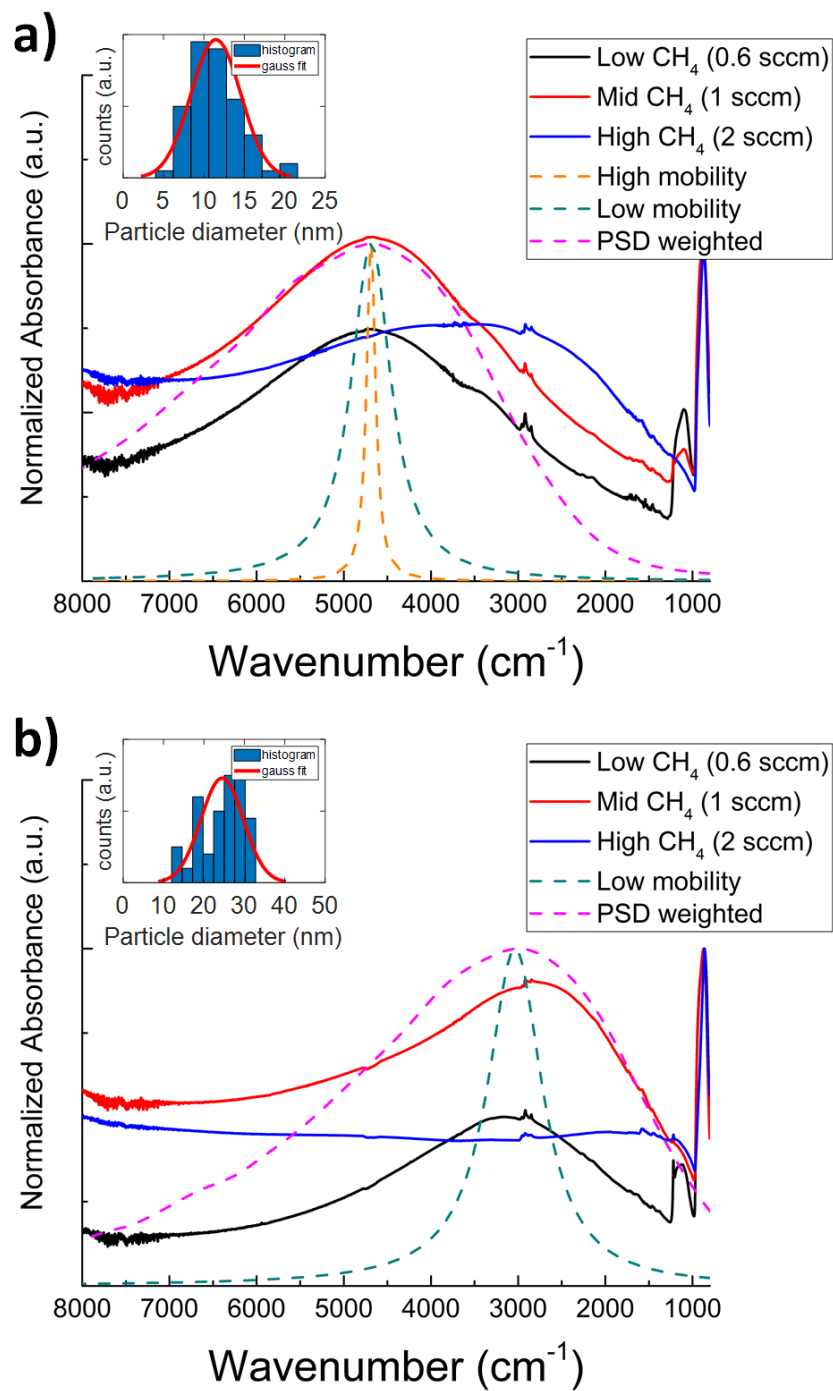 a)
histogram
gauss fit
counts (a.u.)
0 5 10 15 20 25
Particle diameter (nm)
Low CH4 (0.6 sccm)
Mid CH4 (1 sccm)
High CH4 (2 sccm)
High mobility
Low mobility
PSD weighted
Normalized Absorbance (a.u.)
8000 7000 6000 5000 4000 3000 2000 1000
Wavenumber (cm-1)
b)
histogram
gauss fit
counts (a.u.)
0 10 20 30 40 50
Particle diameter (nm)
Low CH4 (0.6 sccm)
Mid CH4 (1 sccm)
High CH4 (2 sccm)
Low mobility
PSD weighted
Normalized Absorbance (a.u.)
8000 7000 6000 5000 4000 3000 2000 1000
Wavenumber (cm-1)